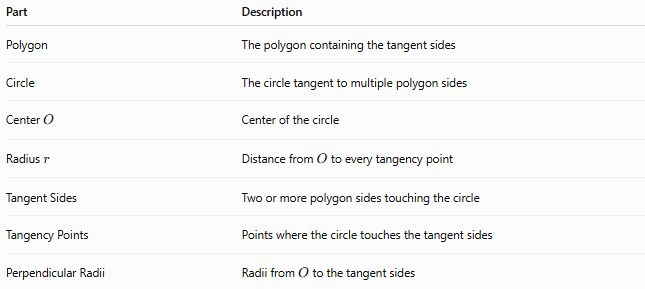 Part Description
Polygon The polygon containing the tangent sides
Circle The circle tangent to multiple polygon sides
Center O Center of the circle
Radius r Distance from O to every tangency point
Tangent Sides Two or more polygon sides touching the circle
Tangency Points Points where the circle touches the tangent sides
Perpendicular Radii Radii from O to the tangent sides